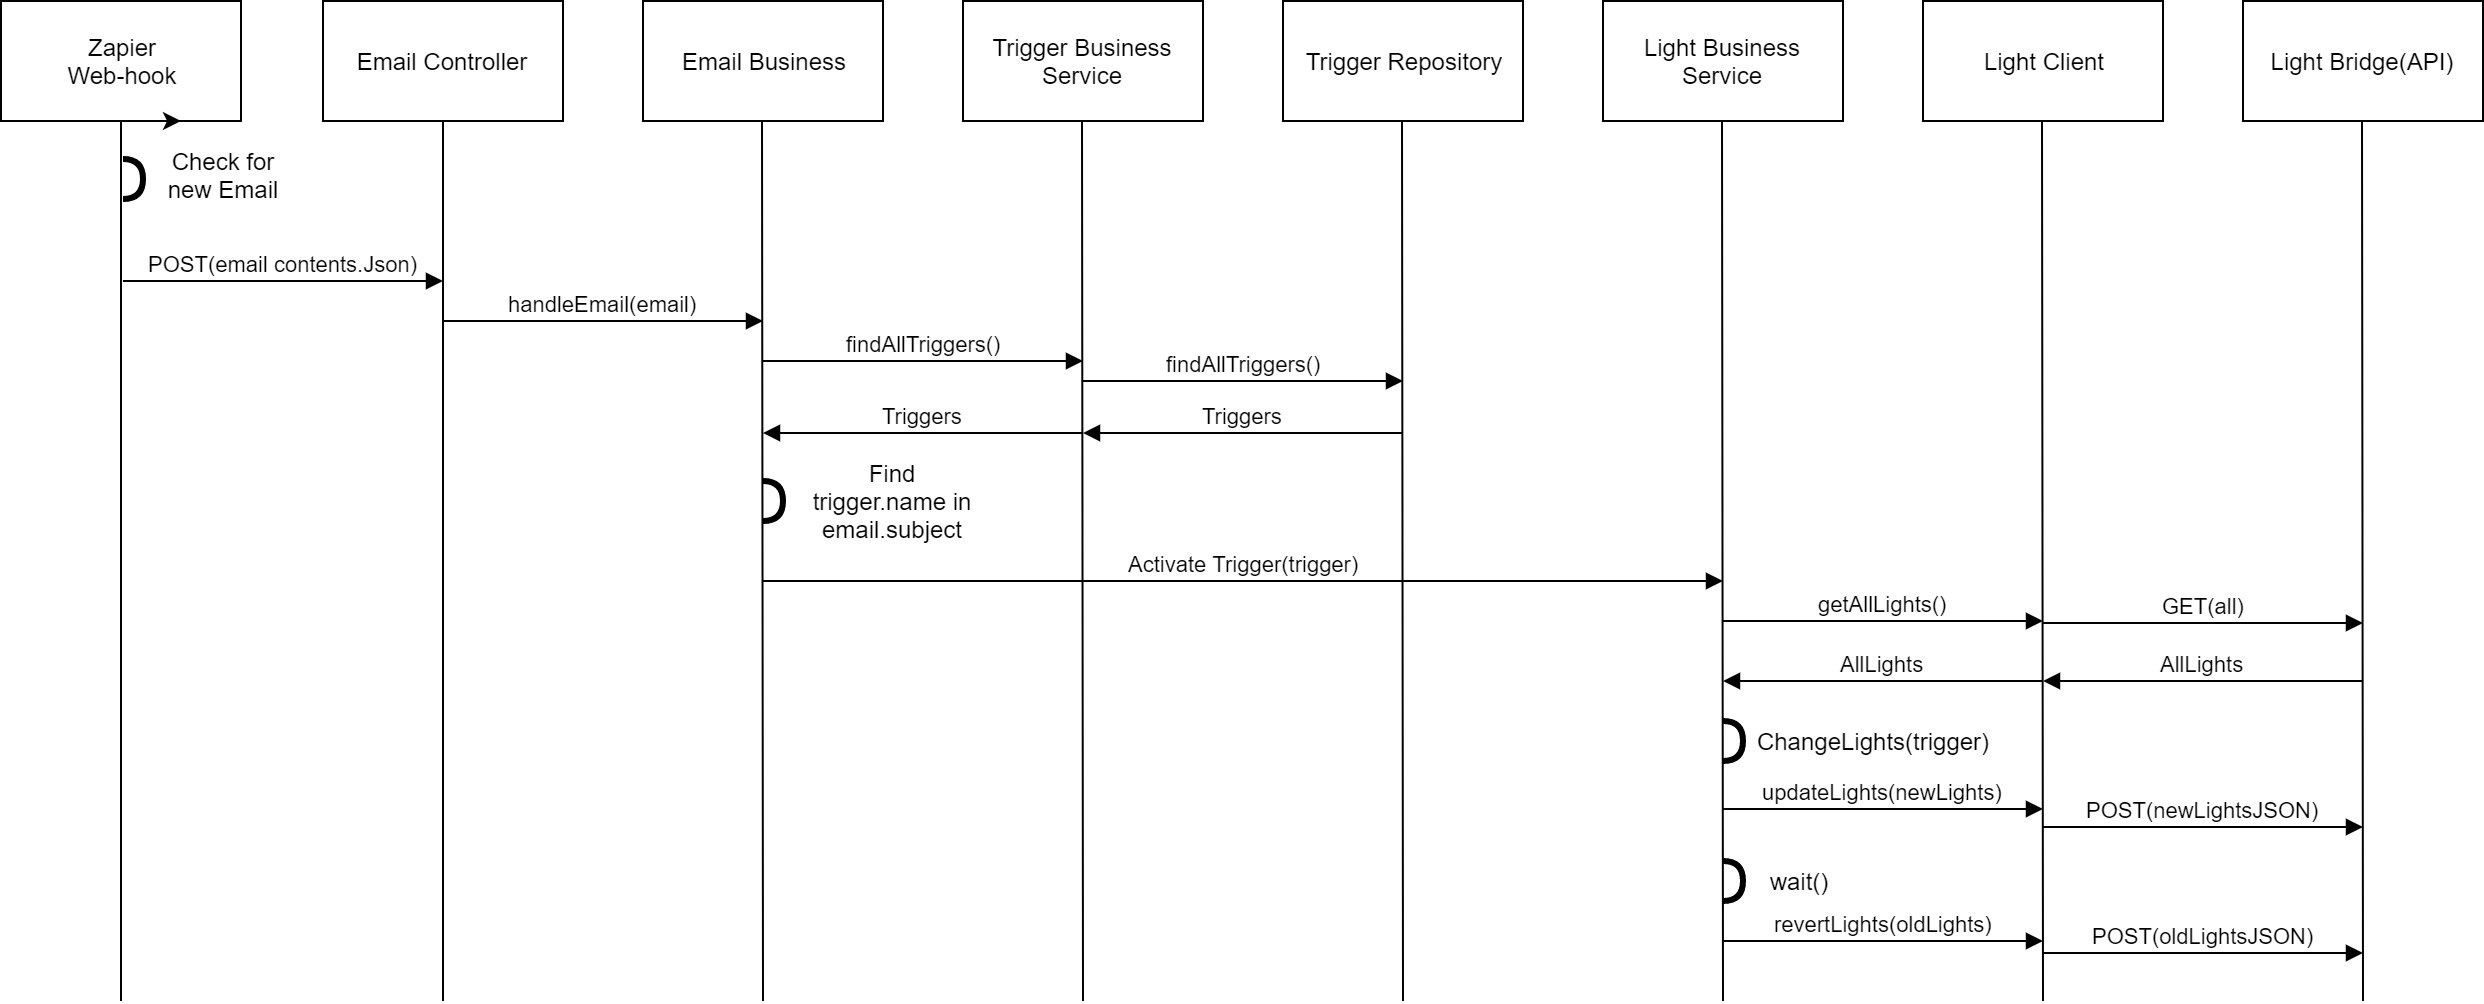 Zapier
Web-hook
Email Controller
Email Business
Trigger Business
Service
Trigger Repository
Light Business
Service
Light Client
Light Bridge(API)
Check for
new Email
POST(email contents.Json)
handleEmail(email)
findAllTriggers()
findAllTriggers()
Triggers
Triggers
Find
trigger.name in
email.subject
Activate Trigger(trigger)
getAllLights()
GET(all)
AllLights
AllLights
ChangeLights(trigger)
updateLights(newLights)
POST(newLightsJSON)
wait()
revertLights(oldLights)
POST(oldLightsJSON)